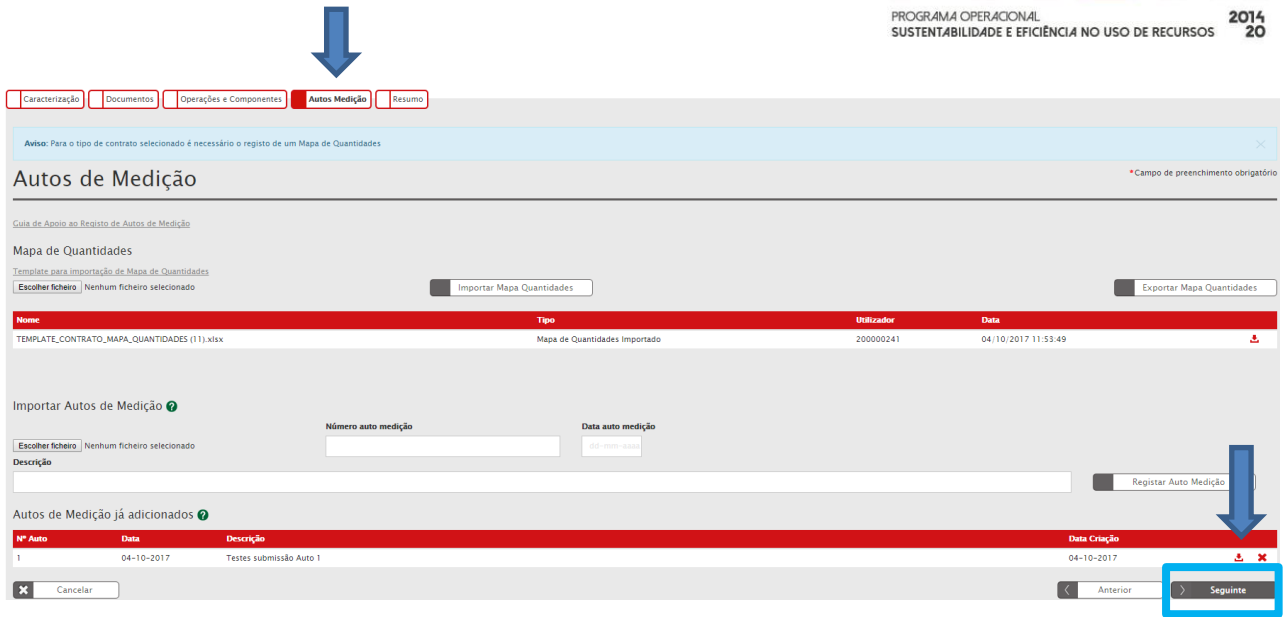 PROGRAMA OPERACIONAL 2014
SUSTENTABILIDADE E EFICIÊNCIA NO USO DE RECURSOS 20
Caracterização Documentos Operações e Componentes Autos Medição Resumo
Aviso: Para o tipo de contrato selecionado é necessário o registo de um Mapa de Quantidades
Autos de Medição *Campo de preenchimento obrigatório
Guia de Apoio ao Registo de Autos de Medição
Mapa de Quantidades
Template para importação de Mapa de Quantidades
Escolher ficheiro Nenhum ficheiro selecionado Importar Mapa Quantidades Exportar Mapa Quantidades
Nome Tipo Utilizador Data
TEMPLATE_CONTRATO_MAPA_QUANTIDADES (11).xlsx Mapa de Quantidades Importado 200000241 04/10/2017 11:53:49
Importar Autos de Medição ?
Número auto medição Data auto medição
Escolher ficheiro Nenhum ficheiro selecionado dd-mm-aaaa
Descrição
Registar Auto Medição
Autos de Medição já adicionados ?
Nº Auto Data Descrição Data Criação
1 04-10-2017 Testes submissão Auto 1 04-10-2017
Cancelar Anterior Seguinte